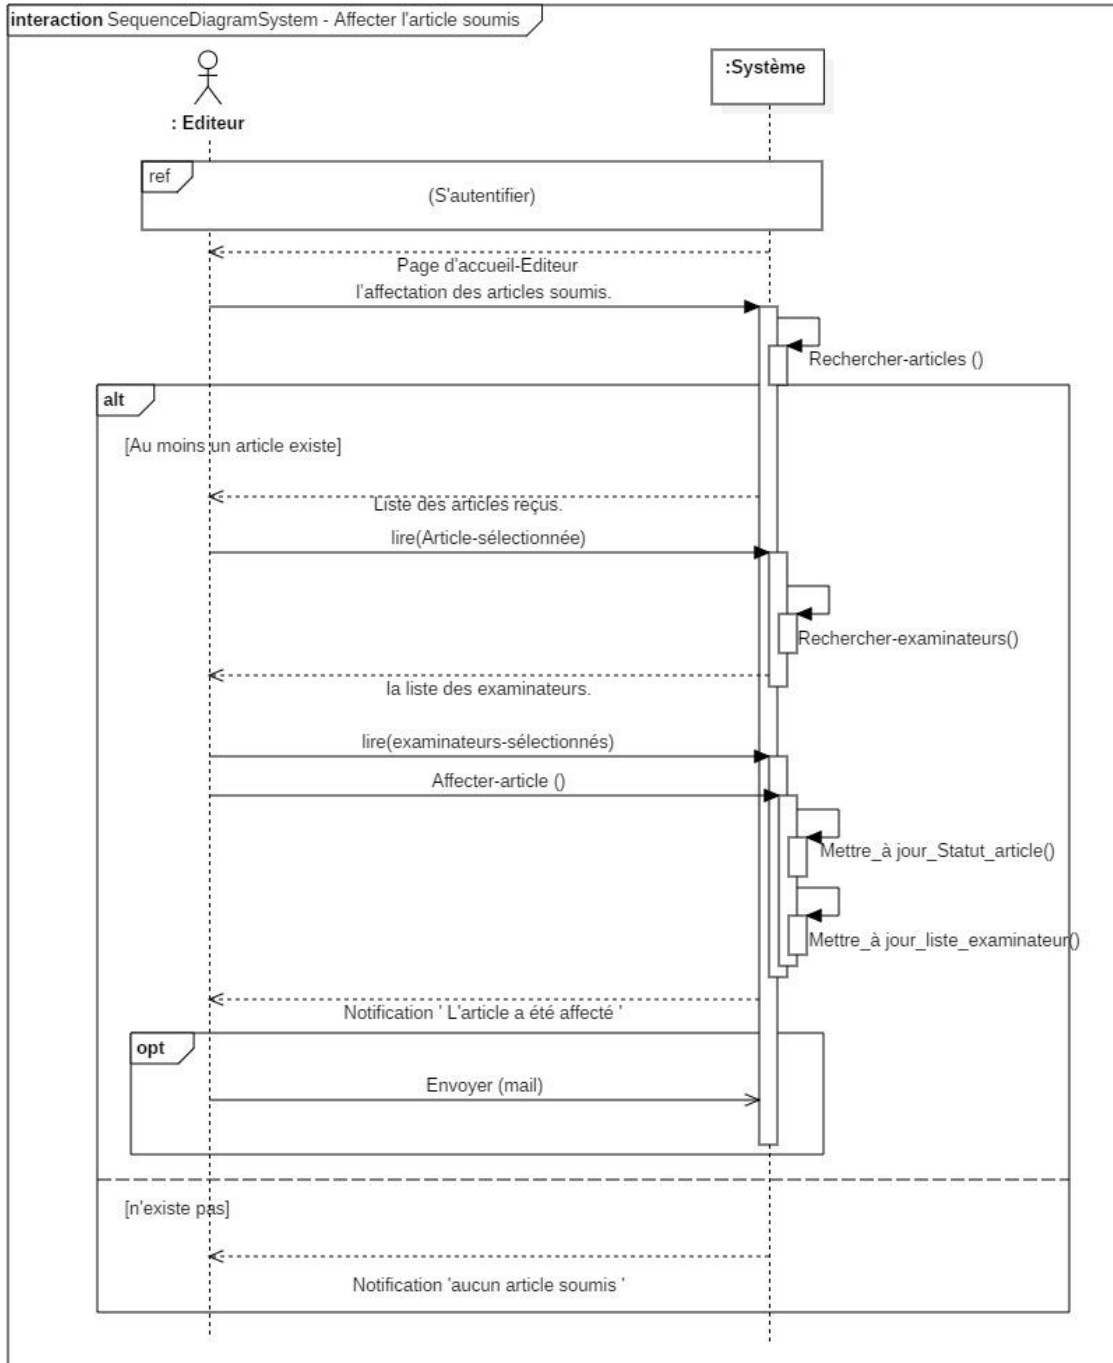 interaction SequenceDiagramSystem - Affecter l'article soumis
:Système
: Editeur
ref
(S'autentifier)
Page d'accueil-Editeur
l'affectation des articles soumis.
Rechercher-articles ()
alt
[Au moins un article existe]
Liste des articles reçus.
lire(Article-sélectionnée)
Rechercher-examinateurs()
la liste des examinateurs.
lire(examinateurs-sélectionnés)
Affecter-article ()
Mettre_à jour_Statut_article()
Mettre_à jour_liste_examinateur()
Notification ' L'article a été affecté '
opt
Envoyer (mail)
[n'existe pas]
Notification 'aucun article soumis '